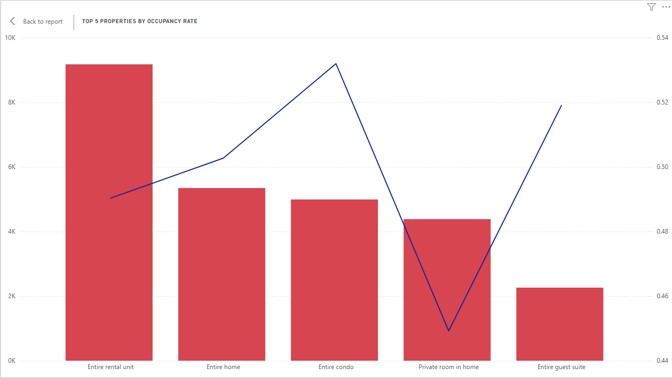 Back to report
TOP 5 PROPERTIES BY OCCUPANCY RATE
10K
8K
6K
4K
2K
0K
0.54
0.52
0.50
0.48
0.46
0.44
Entire rental unit
Entire home
Entire condo
Private room in home
Entire guest suite